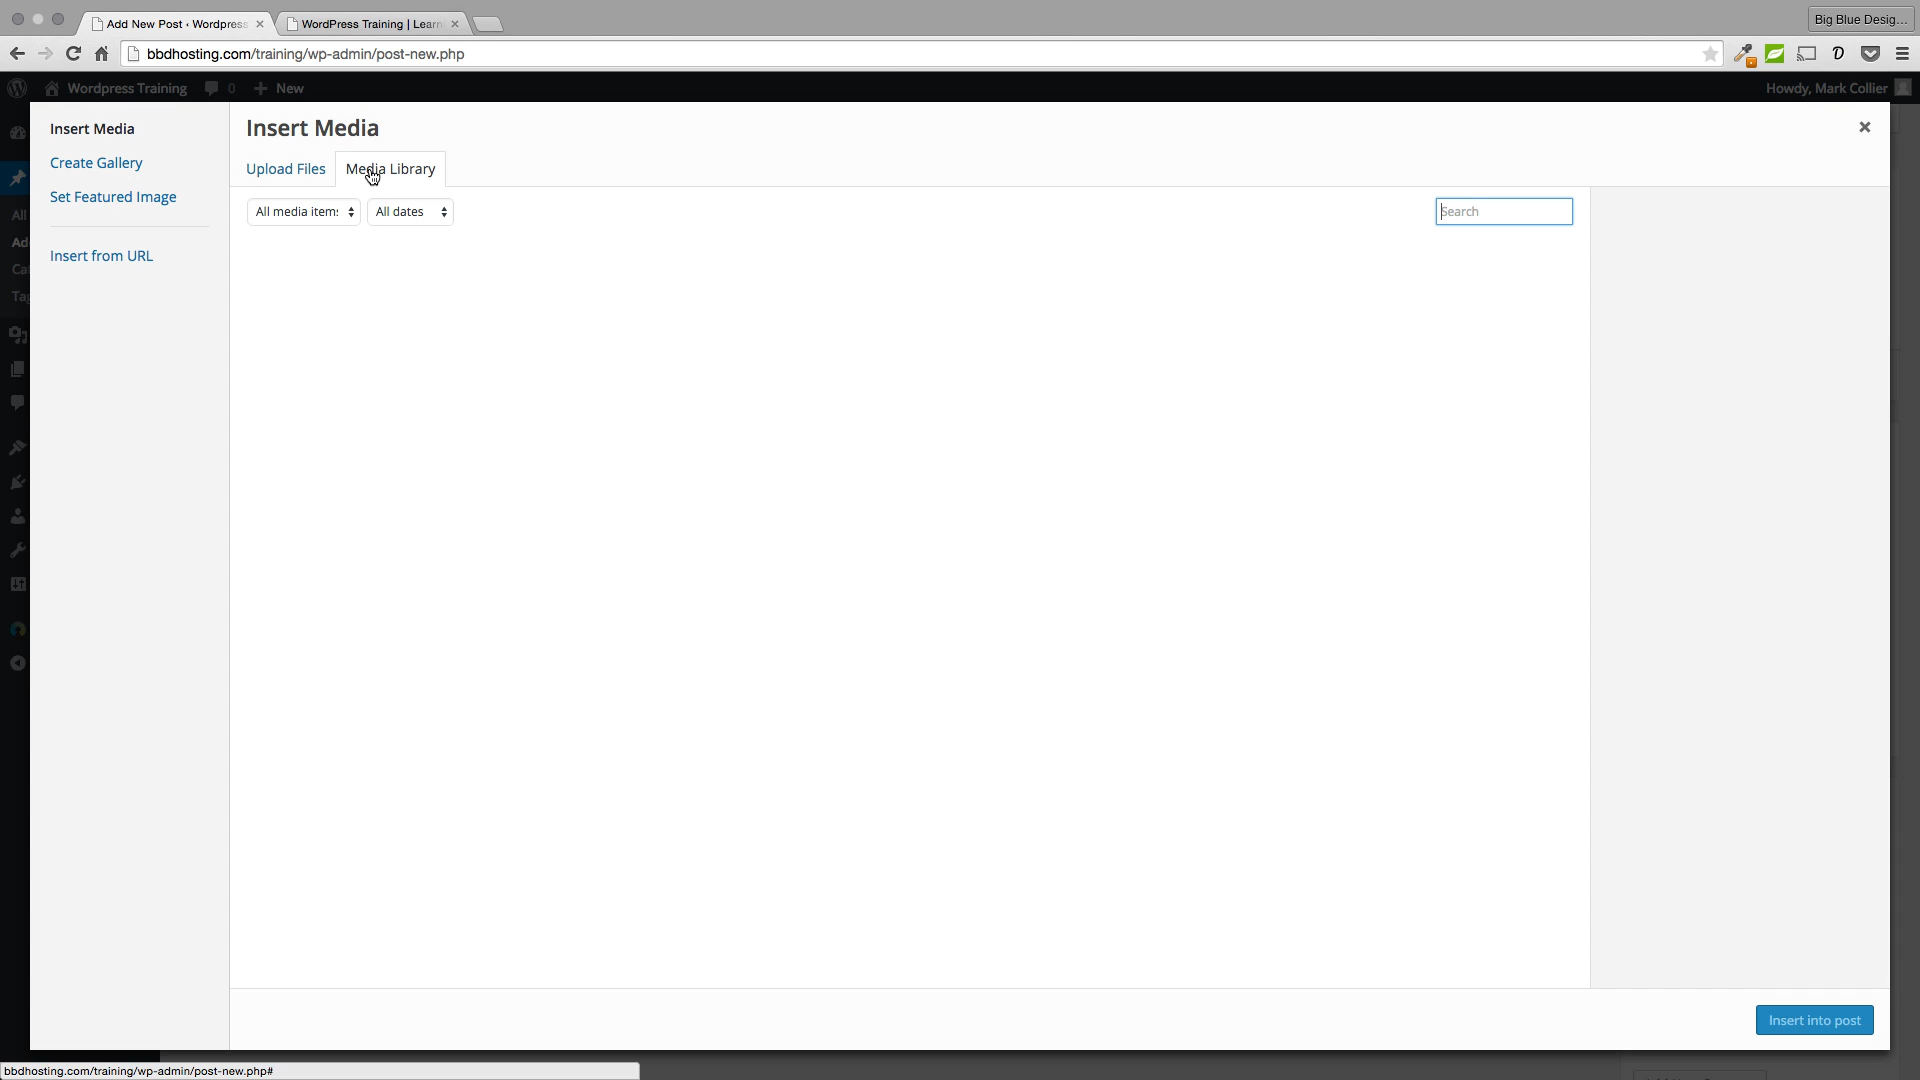 Add New Post ‹ Wordpress
WordPress Training | Learn
Big Blue Desig...
bbdhosting.com/training/wp-admin/post-new.php
Wordpress Training 0 New
Howdy, Mark Collier
Insert Media
Create Gallery
Set Featured Image
Insert from URL
Insert Media
Upload Files
Media Library
All media items
All dates
Search
All
Insert into post
bbdhosting.com/training/wp-admin/post-new.php#